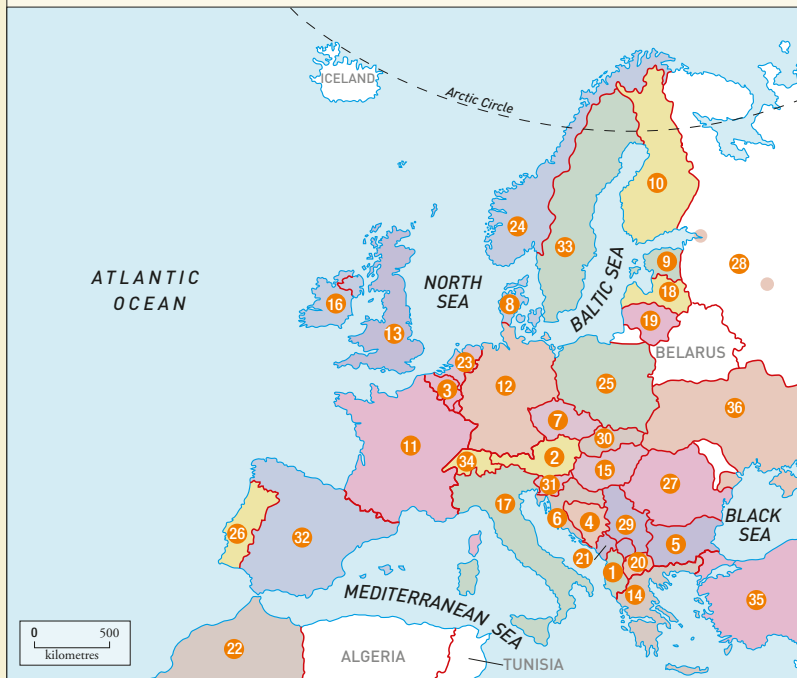 ICELAND
Arctic Circle
10
24
33
ATLANTIC
OCEAN
NORTH
SEA
BALTIC SEA
9
28
16
8
18
13
19
BELARUS
23
3
12
25
7
36
11
30
2
34
15
31
27
17
26
32
6
4
29
BLACK
SEA
5
21
20
1
14
35
MEDITERRANEAN SEA
0 500
kilometres
22
ALGERIA
TUNISIA